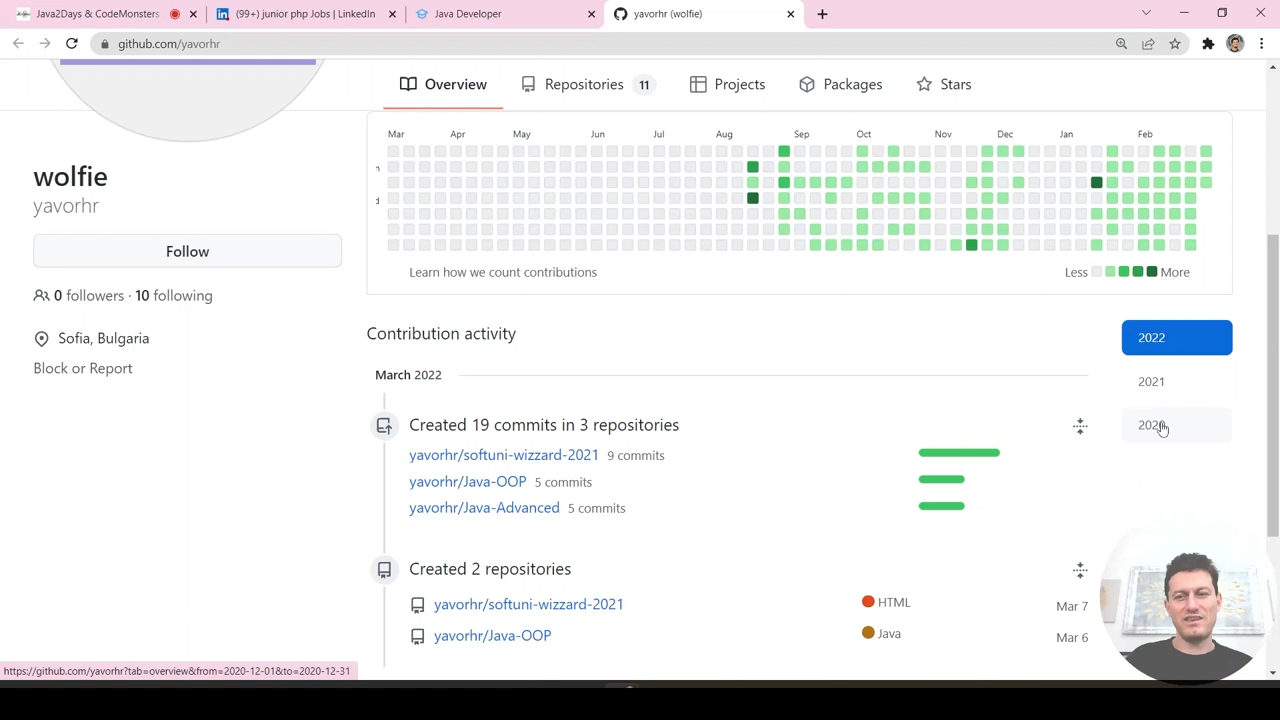 Java2Days & CodeMonsters
(99+) junior php Jobs | LinkedIn
Java Developer
yavorhr (wolfie)
github.com/yavorhr
Overview
Repositories 11
Projects
Packages
Stars
Mar Apr May Jun Jul Aug Sep Oct Nov Dec Jan Feb
wolfie
yavorhr
Follow
0 followers · 10 following
Sofia, Bulgaria
Block or Report
Learn how we count contributions
Less More
Contribution activity
2022
2021
March 2022
Created 19 commits in 3 repositories
yavorhr/softuni-wizzard-2021 9 commits
yavorhr/Java-OOP 5 commits
yavorhr/Java-Advanced 5 commits
Created 2 repositories
yavorhr/softuni-wizzard-2021 HTML Mar 7
yavorhr/Java-OOP Java Mar 6
https://github.com/yavorhr?tab=overview&from=2020-12-01&to=2020-12-31